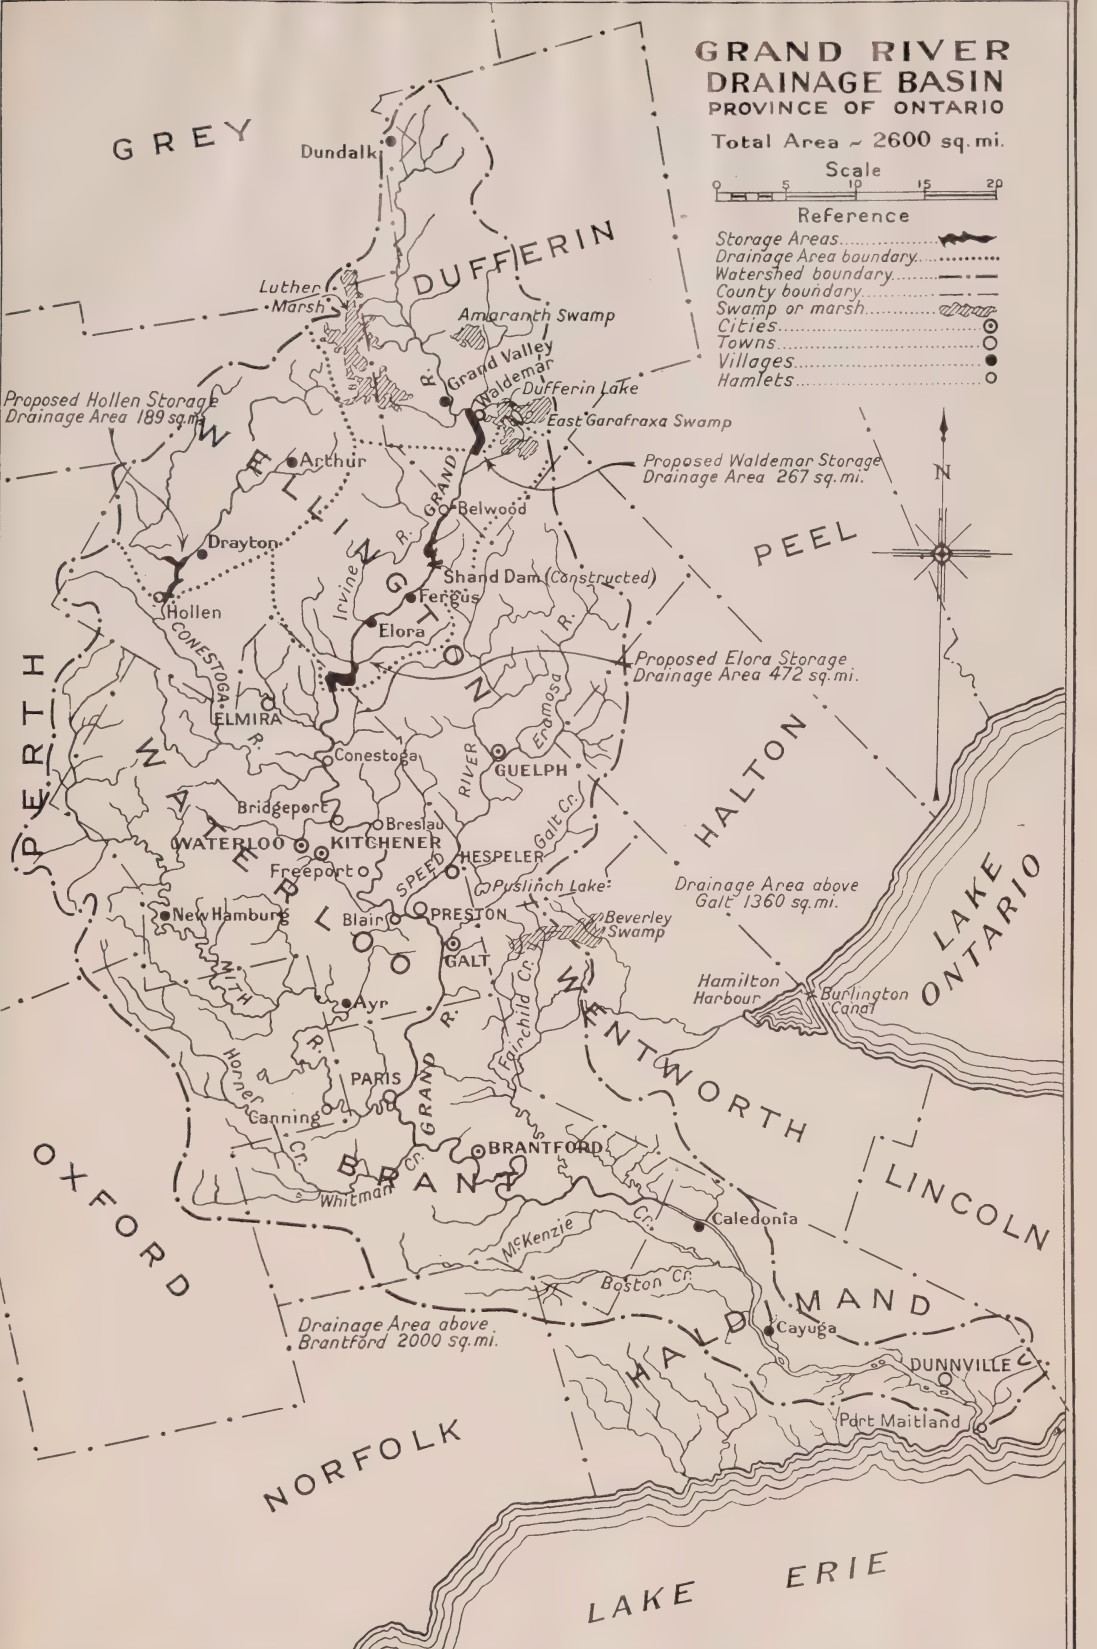 GRAND RIVER
DRAINAGE BASIN
PROVINCE OF ONTARIO
Total Area ~ 2600 sq. mi.
Scale
0 5 10 15 20
Reference
Storage Areas
Drainage Area boundary
Watershed boundary
County boundary
Swamp or marsh
Cities
Towns
Villages
Hamlets
GREY
Dundalk
DUFFERIN
Luther
Marsh
Amaranth Swamp
R.
Grand Valley
Waldemar
Dufferin Lake
East Garafraxa Swamp
Proposed Hollen Storage
Drainage Area 189 sq. mi.
WELLINGTON
Arthur
Proposed Waldemar Storage
Drainage Area 267 sq. mi.
N
GRAND
R.
Belwood
PEEL
Drayton
Shand Dam (Constructed)
Irvine
Fergus
Hollen
Elora
R.
CONESTOGA
R.
Proposed Elora Storage
Drainage Area 472 sq. mi.
PERTH
ELMIRA
Eramosa
WATERLOO
Conestoga
GUELPH
RIVER
HALTON
Bridgeport
Breslau
Galt Cr.
WATERLOO
KITCHENER
HESPELER
Freeport
SPEED
Puslinch Lake
Drainage Area above
Galt 1360 sq. mi.
LAKE
ONTARIO
New Hamburg
Blair
PRESTON
Beverley
Swamp
GALT
NITH
Hamilton
Harbour
Burlington
Canal
Ayr
R.
Fairchild Cr.
WENTWORTH
R.
Horner
Cr.
PARIS
GRAND
Canning
BRANTFORD
BRANT
Whitman
Cr.
OXFORD
LINCOLN
McKenzie
Cr.
Caledonia
Boston Cr.
HALDIMAND
Drainage Area above
Brantford 2000 sq. mi.
Cayuga
DUNNVILLE
Port Maitland
NORFOLK
LAKE ERIE